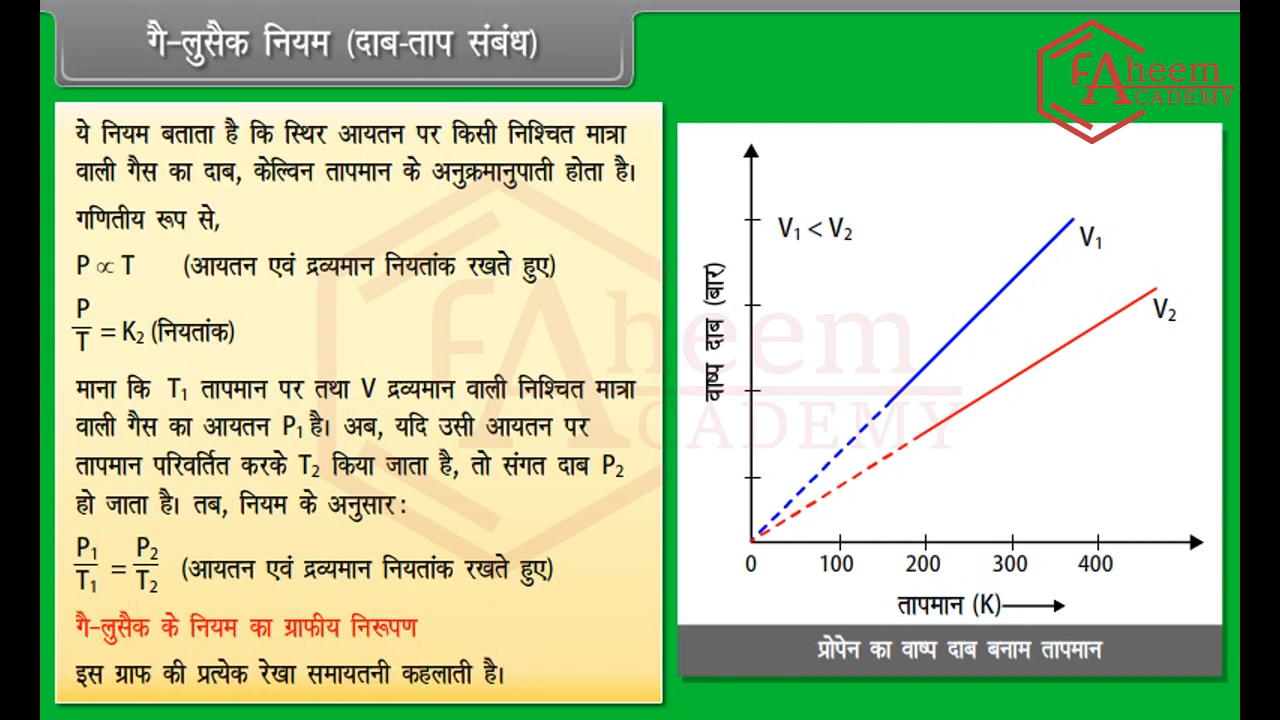 गै-लुसैक नियम (दाब-ताप संबंध)
Faheem
ACADEMY
ये नियम बताता है कि स्थिर आयतन पर किसी निश्चित मात्रा
वाली गैस का दाब, केल्विन तापमान के अनुक्रमानुपाती होता है।
गणितीय रूप से,
P ∝ T (आयतन एवं द्रव्यमान नियतांक रखते हुए)
P/T = K₂ (नियतांक)
माना कि T₁ तापमान पर तथा V द्रव्यमान वाली निश्चित मात्रा
वाली गैस का आयतन P₁ है। अब, यदि उसी आयतन पर
तापमान परिवर्तित करके T₂ किया जाता है, तो संगत दाब P₂
हो जाता है। तब, नियम के अनुसार:
P₁/T₁ = P₂/T₂ (आयतन एवं द्रव्यमान नियतांक रखते हुए)
गै-लुसैक के नियम का ग्राफीय निरूपण
इस ग्राफ की प्रत्येक रेखा समायतनी कहलाती है।
Faheem
ACADEMY
V₁ < V₂
V₁
V₂
वाष्प दाब (बार)
0 100 200 300 400
तापमान (K)⟶
प्रोपेन का वाष्प दाब बनाम तापमान